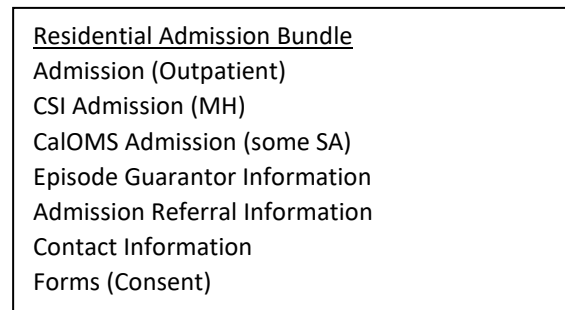 Residential Admission Bundle
Admission (Outpatient)
CSI Admission (MH)
CalOMS Admission (some SA)
Episode Guarantor Information
Admission Referral Information
Contact Information
Forms (Consent)